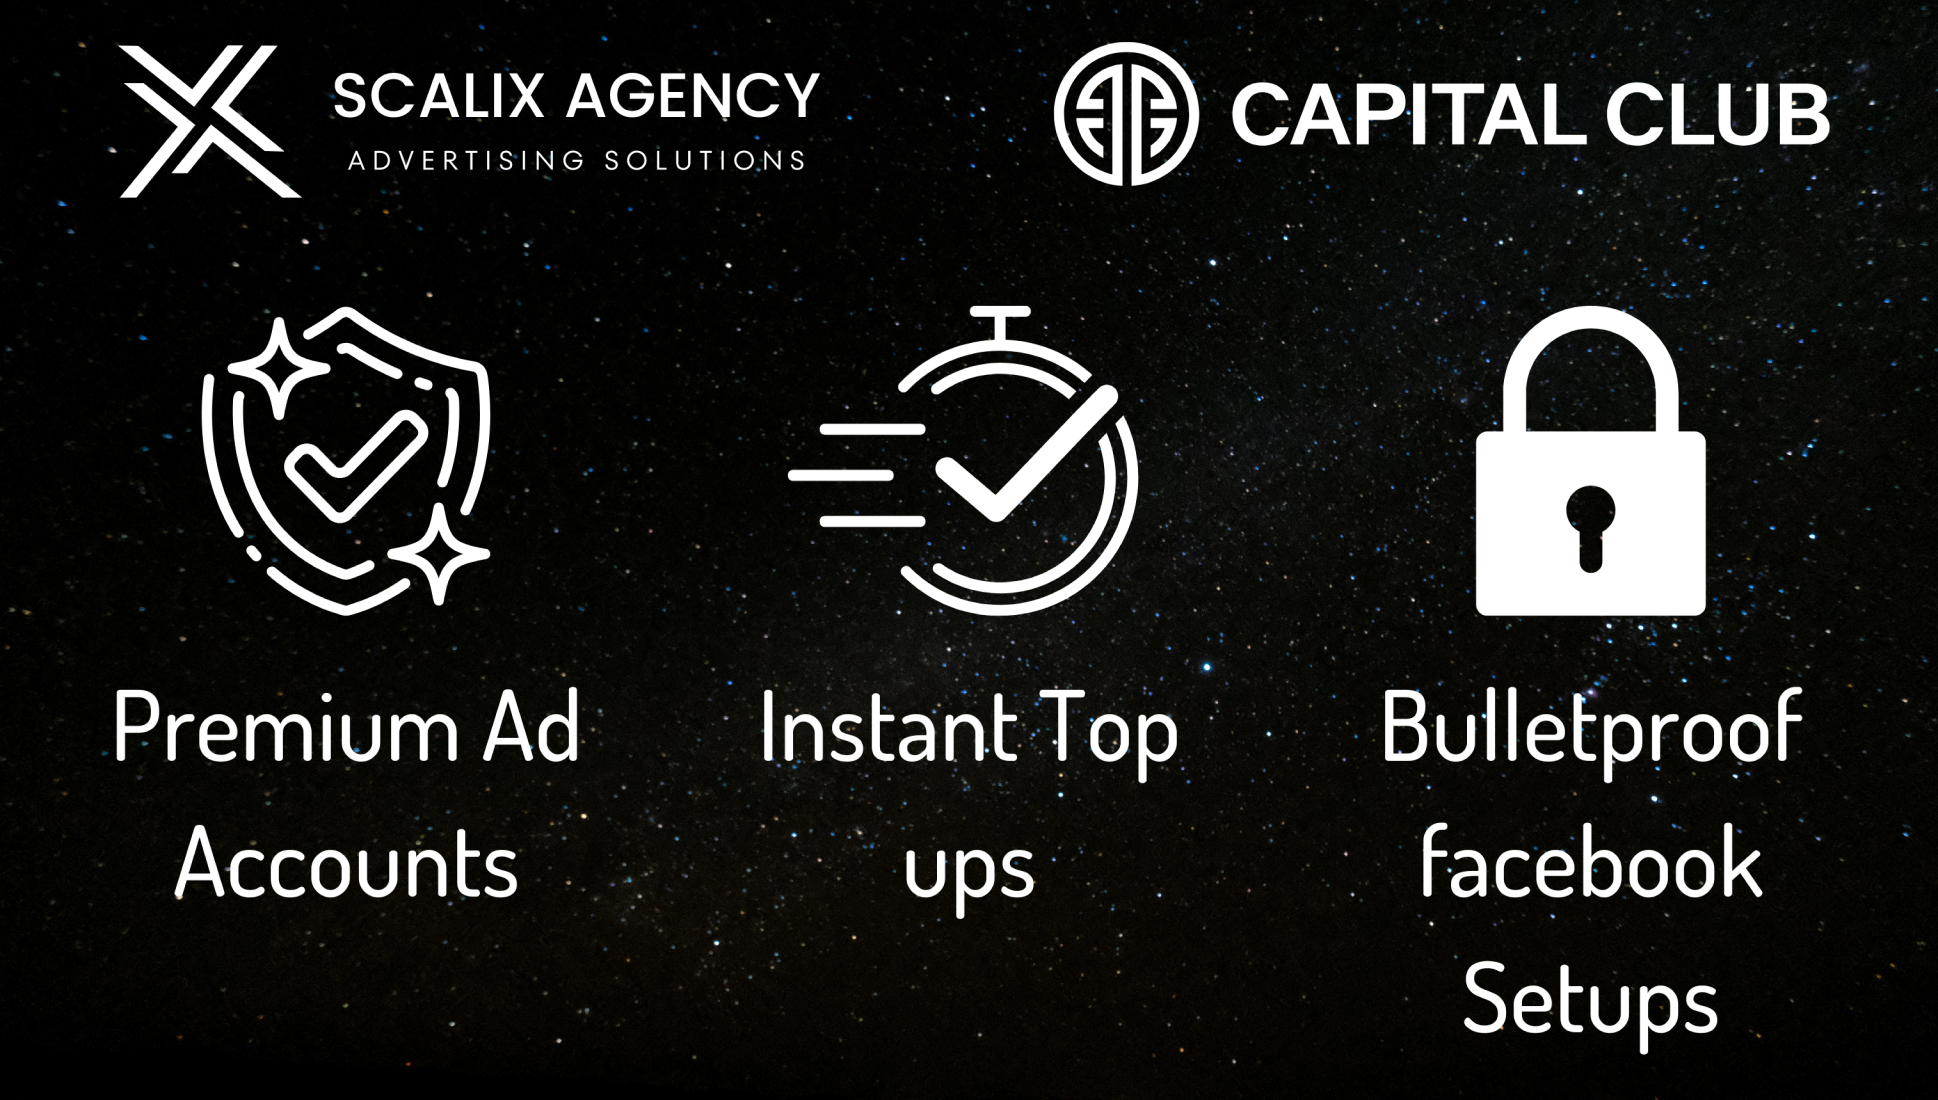 SCALIX AGENCY
ADVERTISING SOLUTIONS
CAPITAL CLUB
Premium Ad
Accounts
Instant Top
ups
Bulletproof
facebook
Setups